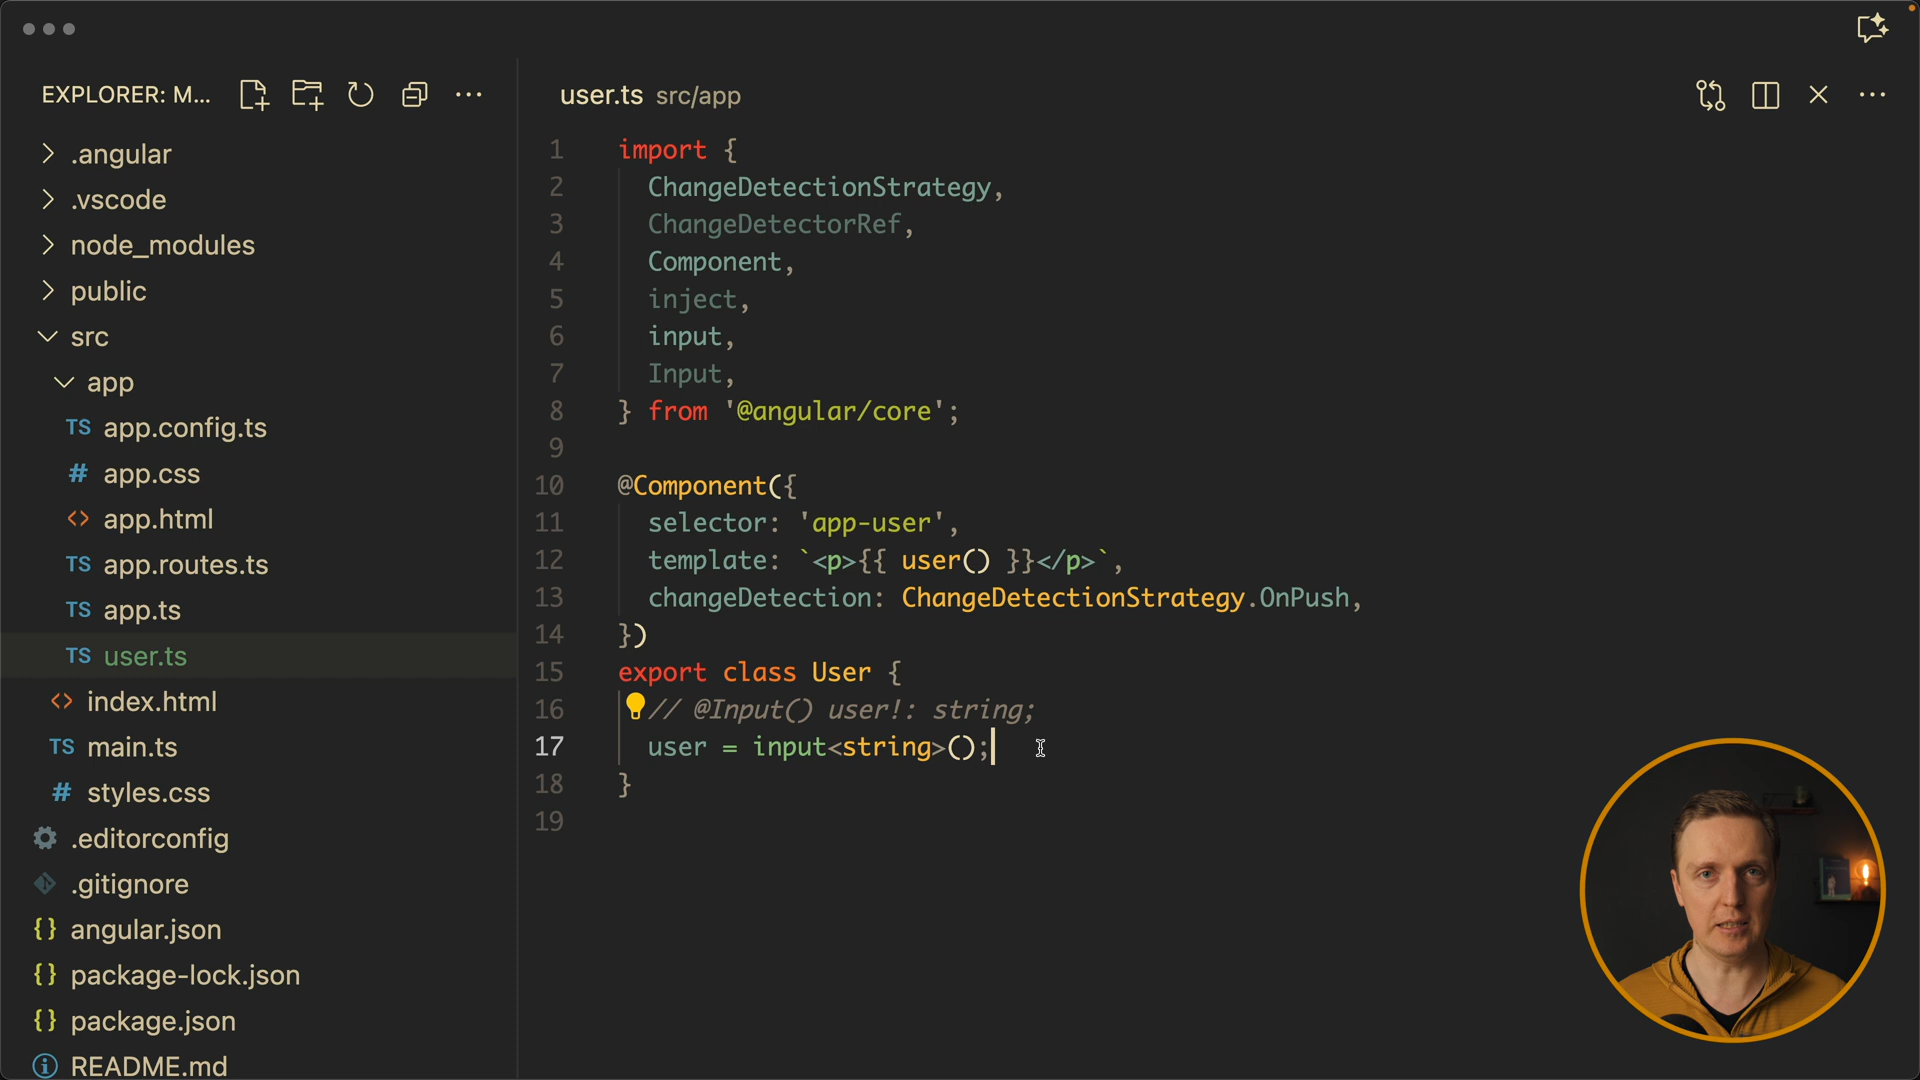 EXPLORER: M...
.angular
.vscode
node_modules
public
src
app
TS app.config.ts
# app.css
<> app.html
TS app.routes.ts
TS app.ts
TS user.ts
<> index.html
TS main.ts
# styles.css
.editorconfig
.gitignore
{} angular.json
{} package-lock.json
{} package.json
README.md
user.ts src/app
1 import {
2 ChangeDetectionStrategy,
3 ChangeDetectorRef,
4 Component,
5 inject,
6 input,
7 Input,
8 } from '@angular/core';
9
10 @Component({
11 selector: 'app-user',
12 template: `<p>{{ user() }}</p>`,
13 changeDetection: ChangeDetectionStrategy.OnPush,
14 })
15 export class User {
16 // @Input() user!: string;
17 user = input<string>();
18 }
19